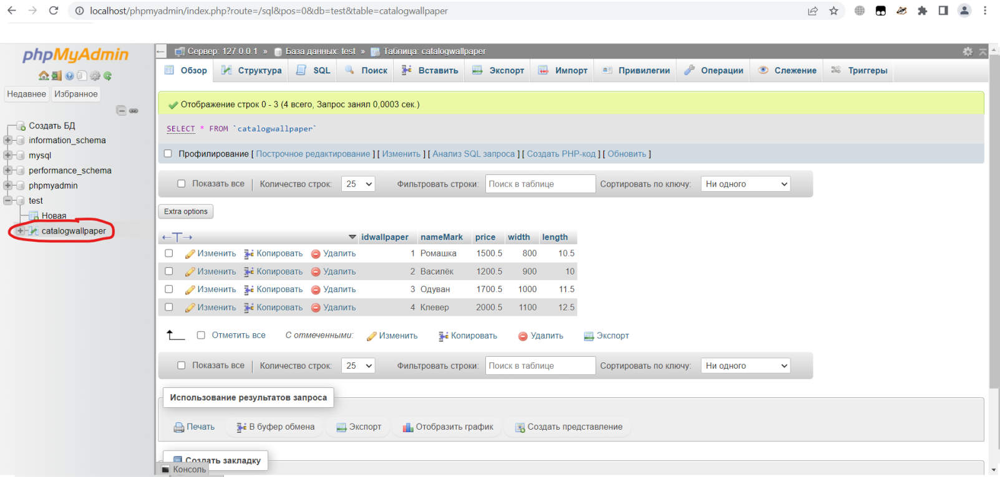 localhost/phpmyadmin/index.php?route=/sql&pos=0&db=test&table=catalogwallpaper
phpMyAdmin
Недавнее Избранное
Создать БД
information_schema
mysql
performance_schema
phpmyadmin
test
Новая
catalogwallpaper
Сервер: 127.0.0.1 » База данных: test » Таблица: catalogwallpaper
Обзор Структура SQL Поиск Вставить Экспорт Импорт Привилегии Операции Слежение Триггеры
Отображение строк 0 - 3 (4 всего, Запрос занял 0,0003 сек.)
SELECT * FROM `catalogwallpaper`
Профилирование [ Построчное редактирование ] [ Изменить ] [ Анализ SQL запроса ] [ Создать PHP-код ] [ Обновить ]
Показать все | Количество строк: 25 Фильтровать строки: Поиск в таблице Сортировать по ключу: Ни одного
Extra options
←T→ idwallpaper nameMark price width length
Изменить Копировать Удалить 1 Ромашка 1500.5 800 10.5
Изменить Копировать Удалить 2 Василёк 1200.5 900 10
Изменить Копировать Удалить 3 Одуван 1700.5 1000 11.5
Изменить Копировать Удалить 4 Клевер 2000.5 1100 12.5
Отметить все С отмеченными: Изменить Копировать Удалить Экспорт
Показать все | Количество строк: 25 Фильтровать строки: Поиск в таблице Сортировать по ключу: Ни одного
Использование результатов запроса
Печать В буфер обмена Экспорт Отобразить график Создать представление
Создать закладку
Консоль